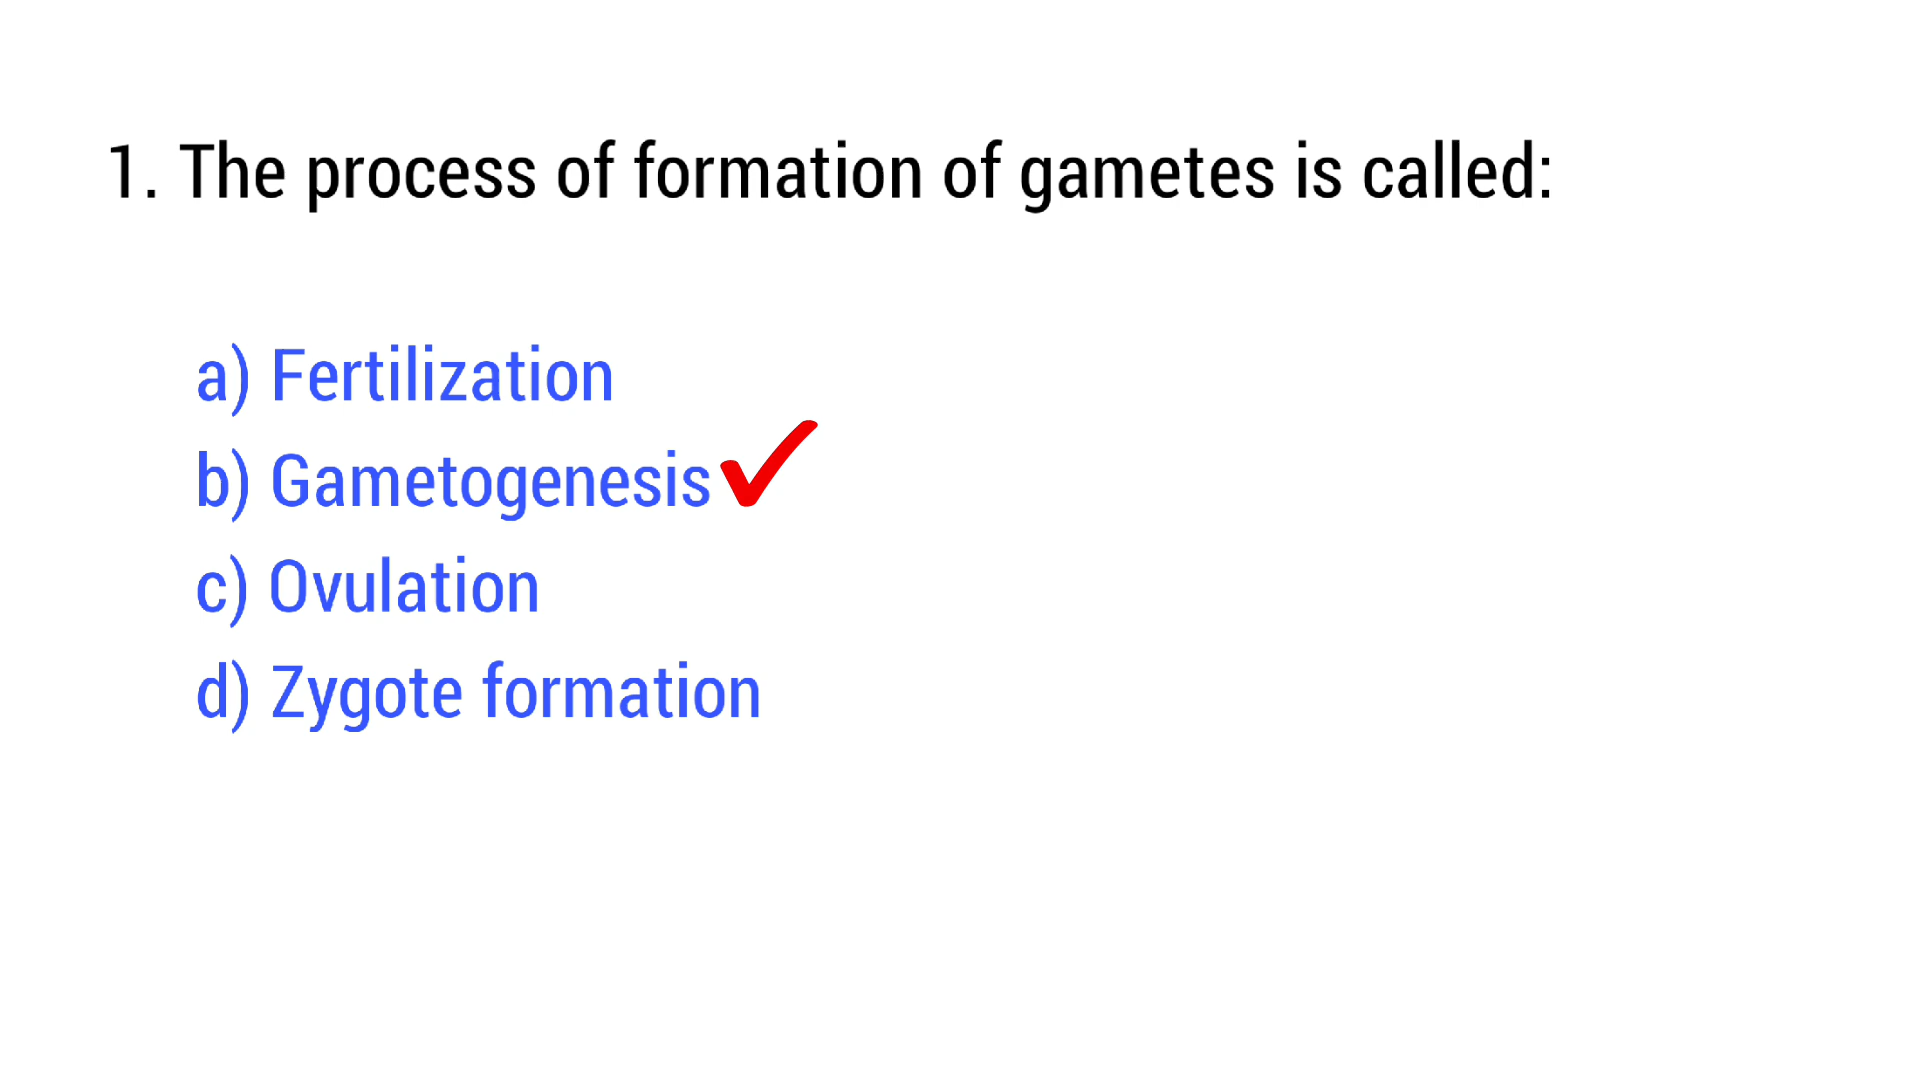 1. The process of formation of gametes is called:
a) Fertilization
b) Gametogenesis
c) Ovulation
d) Zygote formation